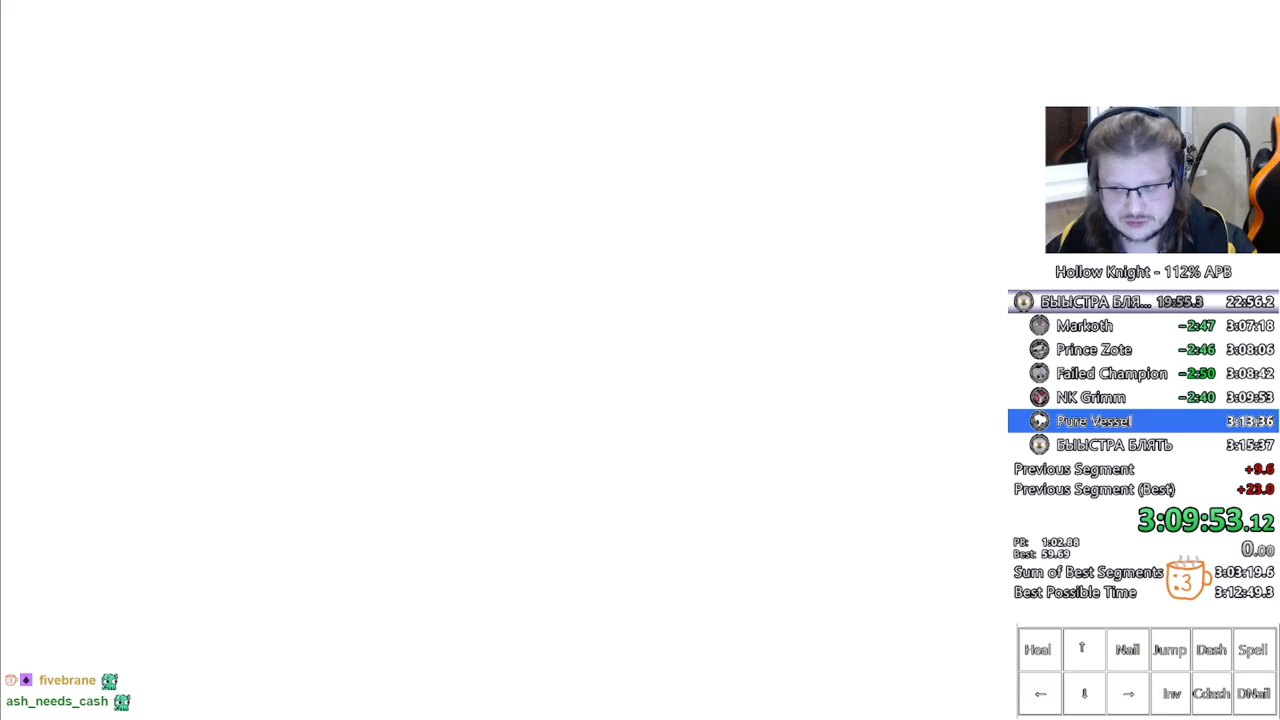 Hollow Knight - 112% APB
БЫЫСТРА БЛЯ... 19:55.3 22:56.2
Markoth -2:47 3:07:18
Prince Zote -2:46 3:08:06
Failed Champion -2:50 3:08:42
NK Grimm -2:40 3:09:53
Pure Vessel 3:13:36
БЫЫСТРА БЛЯТЬ 3:15:37
Previous Segment +9.6
Previous Segment (Best) +23.0
3:09:53.12
PB: 1:02.88 0.00
Best: 59.69
Sum of Best Segments 3:03:19.6
:3
Best Possible Time 3:12:49.3
Heal ↑ Nail Jump Dash Spell
← ↓ → Inv Cdash DNail
fivebrane
ash_needs_cash